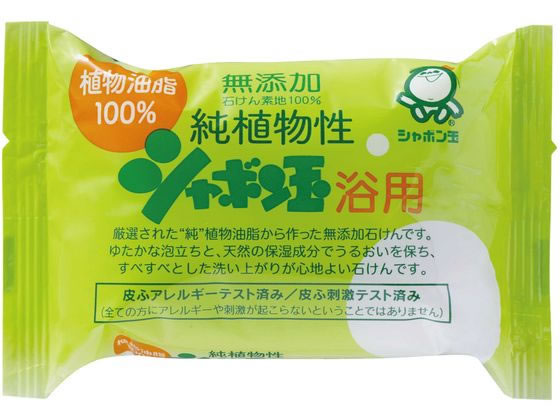 植物油脂
100%
無添加
石けん素地100%
純植物性
シャボン玉
シャボン玉 浴用
厳選された“純”植物油脂から作った無添加石けんです。
ゆたかな泡立ちと、天然の保湿成分でうるおいを保ち、
すべすべとした洗い上がりが心地よい石けんです。
皮ふアレルギーテスト済み／皮ふ刺激テスト済み
（全ての方にアレルギーや刺激が起こらないということではありません）
植物油脂
純植物性